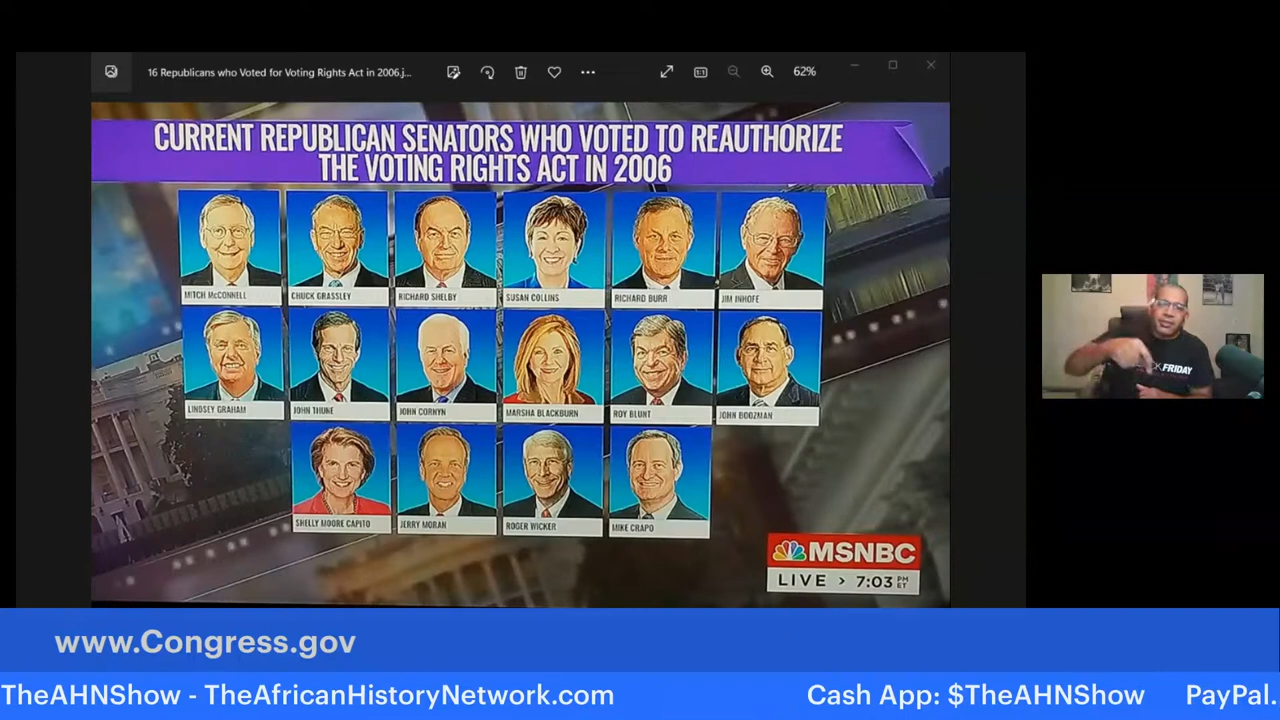 16 Republicans who Voted for Voting Rights Act in 2006.j...
62%
CURRENT REPUBLICAN SENATORS WHO VOTED TO REAUTHORIZE
THE VOTING RIGHTS ACT IN 2006
MITCH McCONNELL
CHUCK GRASSLEY
RICHARD SHELBY
SUSAN COLLINS
RICHARD BURR
JIM INHOFE
LINDSEY GRAHAM
JOHN THUNE
JOHN CORNYN
MARSHA BLACKBURN
ROY BLUNT
JOHN BOOZMAN
SHELLY MOORE CAPITO
JERRY MORAN
ROGER WICKER
MIKE CRAPO
MSNBC
LIVE > 7:03 PM ET
FRIDAY
www.Congress.gov
TheAHNShow - TheAfricanHistoryNetwork.com
Cash App: $TheAHNShow
PayPal.